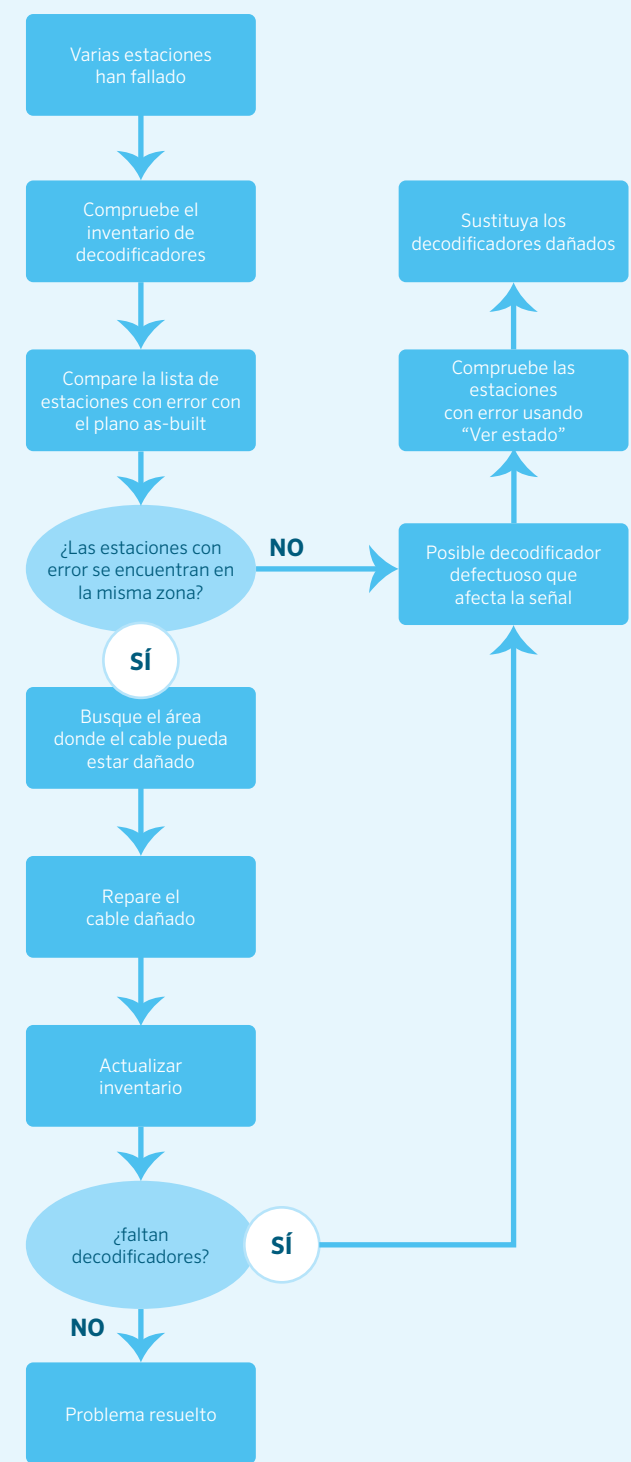 Varias estaciones
han fallado
Compruebe el
inventario de
decodificadores
Compare la lista de
estaciones con error con
el plano as-built
¿Las estaciones con
error se encuentran en
la misma zona?
NO
SÍ
Busque el área
donde el cable pueda
estar dañado
Repare el
cable dañado
Actualizar
inventario
¿faltan
decodificadores?
SÍ
NO
Problema resuelto
Sustituya los
decodificadores dañados
Compruebe las
estaciones
con error usando
“Ver estado”
Posible decodificador
defectuoso que
afecta la señal